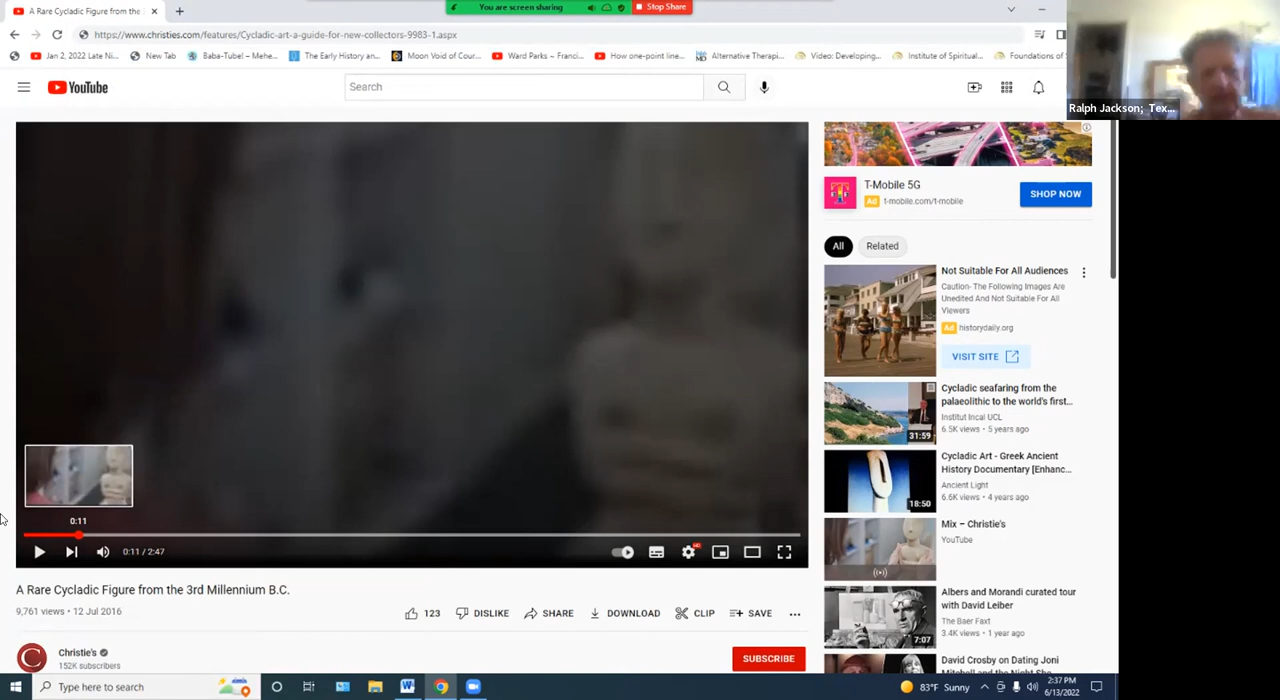 A Rare Cycladic Figure from the
You are screen sharing
Stop Share
https://www.christies.com/features/Cycladic-art-a-guide-for-new-collectors-9983-1.aspx
Jan 2, 2022 Late Ni...
New Tab
Baba-Tube! – Mehe...
The Early History an...
Moon Void of Cour...
Ward Parks – Franci...
How one-point line...
Alternative Therapi...
Video: Developing...
Institute of Spiritual...
Foundations of
YouTube
Search
Ralph Jackson; Tex...
T-Mobile 5G
Ad t-mobile.com/t-mobile
SHOP NOW
All
Related
Not Suitable For All Audiences
Caution- The Following Images Are
Unedited And Not Suitable For All
Viewers
Ad historydaily.org
VISIT SITE
Cycladic seafaring from the
palaeolithic to the world's first...
Institut Incal UCL
6.5K views • 5 years ago
31:59
Cycladic Art - Greek Ancient
History Documentary [Enhanc...
Ancient Light
6.6K views • 4 years ago
18:50
Mix – Christie's
YouTube
Albers and Morandi curated tour
with David Leiber
The Baer Faxt
3.4K views • 1 year ago
7:07
David Crosby on Dating Joni
Mitchell and the Night She
0:11
0:11 / 2:47
A Rare Cycladic Figure from the 3rd Millennium B.C.
9,761 views • 12 Jul 2016
123
DISLIKE
SHARE
DOWNLOAD
CLIP
SAVE
Christie's
152K subscribers
SUBSCRIBE
Type here to search
83°F Sunny
2:37 PM
6/13/2022